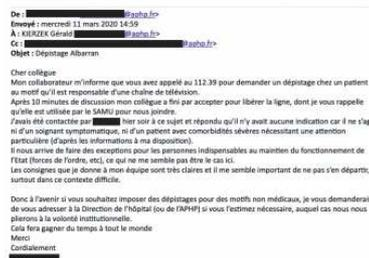 De : @aphp.fr>
Envoyé : mercredi 11 mars 2020 14:59
À : KIERZEK Gérald @aphp.fr>
Cc : @aphp.fr>
Objet : Dépistage Albarran
Cher collègue
Mon collaborateur m'informe que vous avez appelé au 112.39 pour demander un dépistage chez un patient
au motif qu'il est responsable d'une chaîne de télévision.
Après 10 minutes de discussion mon collègue a fini par accepter pour libérer la ligne, dont je vous rappelle
qu'elle est utilisée par le SAMU pour nous joindre.
J'avais été contactée par hier soir à ce sujet et répondu qu'il n'y avait aucune indication car il ne s'ag
ni d'un soignant symptomatique, ni d'un patient avec comorbidités sévères nécessitant une attention
particulière (d'après les informations à ma disposition).
Il nous arrive de faire des exceptions pour les personnes indispensables au maintien du fonctionnement de
l'Etat (forces de l'ordre, etc), ce qui ne me semble pas être le cas ici.
Les consignes que je donne à mon équipe sont très claires et il me semble important de ne pas s'en départir,
surtout dans ce contexte difficile.
Donc à l'avenir si vous souhaitez imposer des dépistages pour des motifs non médicaux, je vous demanderai
de vous adresser à la Direction de l'hôpital (ou de l'APHP) si vous l'estimez nécessaire, auquel cas nous nous
plierons à la volonté institutionnelle.
Cela fera gagner du temps à tout le monde
Merci
Cordialement